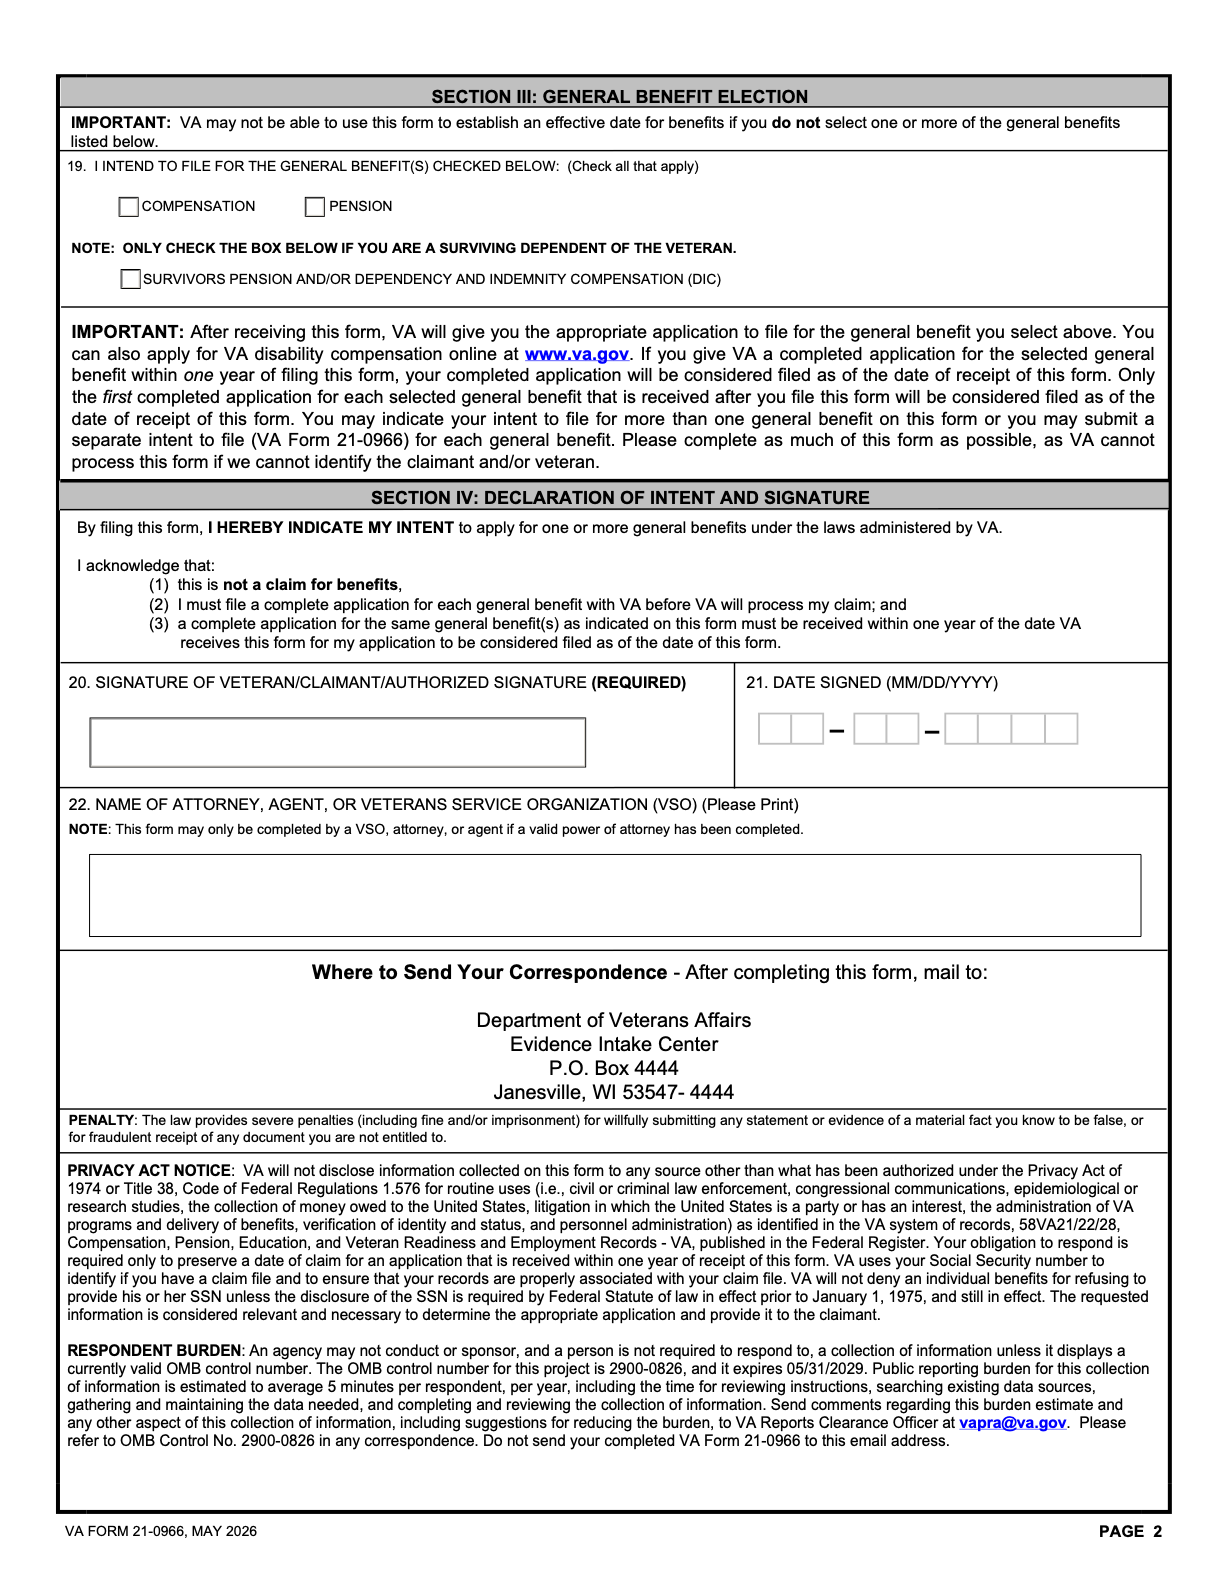 SECTION III: GENERAL BENEFIT ELECTION
IMPORTANT: VA may not be able to use this form to establish an effective date for benefits if you do not select one or more of the general benefits
listed below.
19. I INTEND TO FILE FOR THE GENERAL BENEFIT(S) CHECKED BELOW: (Check all that apply)
COMPENSATION PENSION
NOTE: ONLY CHECK THE BOX BELOW IF YOU ARE A SURVIVING DEPENDENT OF THE VETERAN.
SURVIVORS PENSION AND/OR DEPENDENCY AND INDEMNITY COMPENSATION (DIC)
IMPORTANT: After receiving this form, VA will give you the appropriate application to file for the general benefit you select above. You
can also apply for VA disability compensation online at www.va.gov. If you give VA a completed application for the selected general
benefit within one year of filing this form, your completed application will be considered filed as of the date of receipt of this form. Only
the first completed application for each selected general benefit that is received after you file this form will be considered filed as of the
date of receipt of this form. You may indicate your intent to file for more than one general benefit on this form or you may submit a
separate intent to file (VA Form 21-0966) for each general benefit. Please complete as much of this form as possible, as VA cannot
process this form if we cannot identify the claimant and/or veteran.
SECTION IV: DECLARATION OF INTENT AND SIGNATURE
By filing this form, I HEREBY INDICATE MY INTENT to apply for one or more general benefits under the laws administered by VA.
I acknowledge that:
(1) this is not a claim for benefits,
(2) I must file a complete application for each general benefit with VA before VA will process my claim; and
(3) a complete application for the same general benefit(s) as indicated on this form must be received within one year of the date VA
receives this form for my application to be considered filed as of the date of this form.
20. SIGNATURE OF VETERAN/CLAIMANT/AUTHORIZED SIGNATURE (REQUIRED)
21. DATE SIGNED (MM/DD/YYYY)
– –
22. NAME OF ATTORNEY, AGENT, OR VETERANS SERVICE ORGANIZATION (VSO) (Please Print)
NOTE: This form may only be completed by a VSO, attorney, or agent if a valid power of attorney has been completed.
Where to Send Your Correspondence - After completing this form, mail to:
Department of Veterans Affairs
Evidence Intake Center
P.O. Box 4444
Janesville, WI 53547- 4444
PENALTY: The law provides severe penalties (including fine and/or imprisonment) for willfully submitting any statement or evidence of a material fact you know to be false, or
for fraudulent receipt of any document you are not entitled to.
PRIVACY ACT NOTICE: VA will not disclose information collected on this form to any source other than what has been authorized under the Privacy Act of
1974 or Title 38, Code of Federal Regulations 1.576 for routine uses (i.e., civil or criminal law enforcement, congressional communications, epidemiological or
research studies, the collection of money owed to the United States, litigation in which the United States is a party or has an interest, the administration of VA
programs and delivery of benefits, verification of identity and status, and personnel administration) as identified in the VA system of records, 58VA21/22/28,
Compensation, Pension, Education, and Veteran Readiness and Employment Records - VA, published in the Federal Register. Your obligation to respond is
required only to preserve a date of claim for an application that is received within one year of receipt of this form. VA uses your Social Security number to
identify if you have a claim file and to ensure that your records are properly associated with your claim file. VA will not deny an individual benefits for refusing to
provide his or her SSN unless the disclosure of the SSN is required by Federal Statute of law in effect prior to January 1, 1975, and still in effect. The requested
information is considered relevant and necessary to determine the appropriate application and provide it to the claimant.
RESPONDENT BURDEN: An agency may not conduct or sponsor, and a person is not required to respond to, a collection of information unless it displays a
currently valid OMB control number. The OMB control number for this project is 2900-0826, and it expires 05/31/2029. Public reporting burden for this collection
of information is estimated to average 5 minutes per respondent, per year, including the time for reviewing instructions, searching existing data sources,
gathering and maintaining the data needed, and completing and reviewing the collection of information. Send comments regarding this burden estimate and
any other aspect of this collection of information, including suggestions for reducing the burden, to VA Reports Clearance Officer at vapra@va.gov. Please
refer to OMB Control No. 2900-0826 in any correspondence. Do not send your completed VA Form 21-0966 to this email address.
VA FORM 21-0966, MAY 2026
PAGE 2